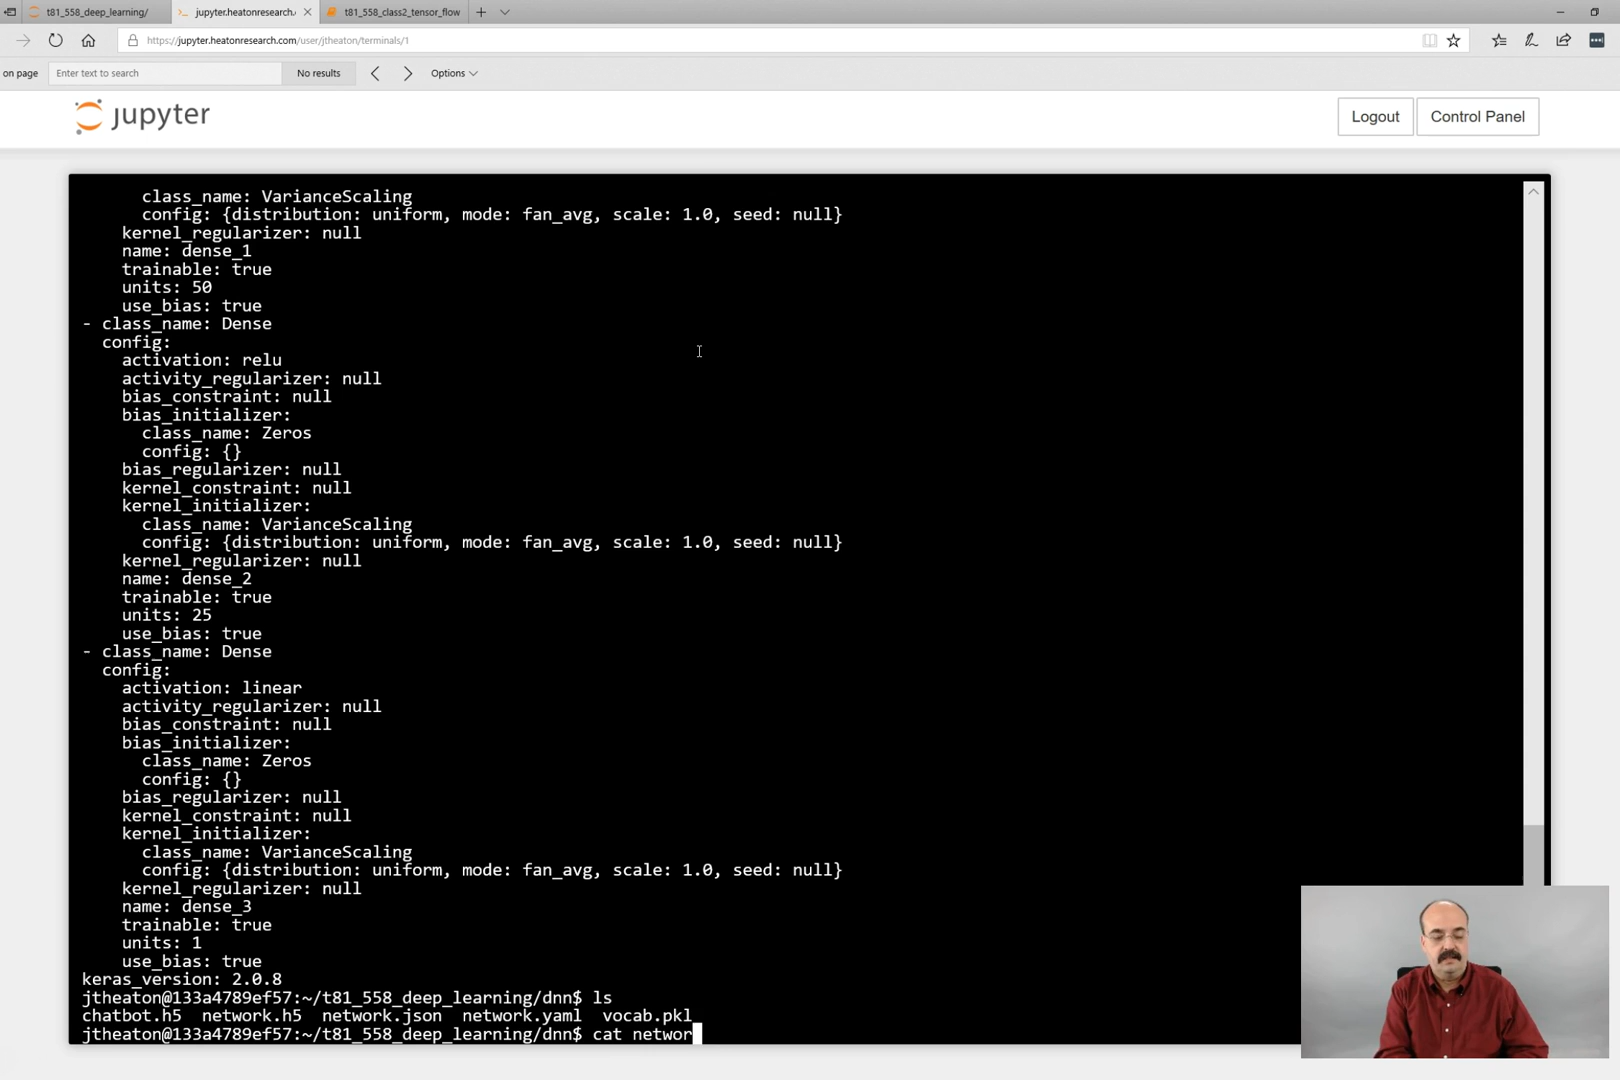 t81_558_deep_learning/
jupyter.heatonresearch.
t81_558_class2_tensor_flow
https://jupyter.heatonresearch.com/user/jtheaton/terminals/1
on page
Enter text to search
No results
Options
jupyter
Logout
Control Panel
class_name: VarianceScaling
config: {distribution: uniform, mode: fan_avg, scale: 1.0, seed: null}
kernel_regularizer: null
name: dense_1
trainable: true
units: 50
use_bias: true
- class_name: Dense
config:
activation: relu
activity_regularizer: null
bias_constraint: null
bias_initializer:
class_name: Zeros
config: {}
bias_regularizer: null
kernel_constraint: null
kernel_initializer:
class_name: VarianceScaling
config: {distribution: uniform, mode: fan_avg, scale: 1.0, seed: null}
kernel_regularizer: null
name: dense_2
trainable: true
units: 25
use_bias: true
- class_name: Dense
config:
activation: linear
activity_regularizer: null
bias_constraint: null
bias_initializer:
class_name: Zeros
config: {}
bias_regularizer: null
kernel_constraint: null
kernel_initializer:
class_name: VarianceScaling
config: {distribution: uniform, mode: fan_avg, scale: 1.0, seed: null}
kernel_regularizer: null
name: dense_3
trainable: true
units: 1
use_bias: true
keras_version: 2.0.8
jtheaton@133a4789ef57:~/t81_558_deep_learning/dnn$ ls
chatbot.h5 network.h5 network.json network.yaml vocab.pkl
jtheaton@133a4789ef57:~/t81_558_deep_learning/dnn$ cat networ